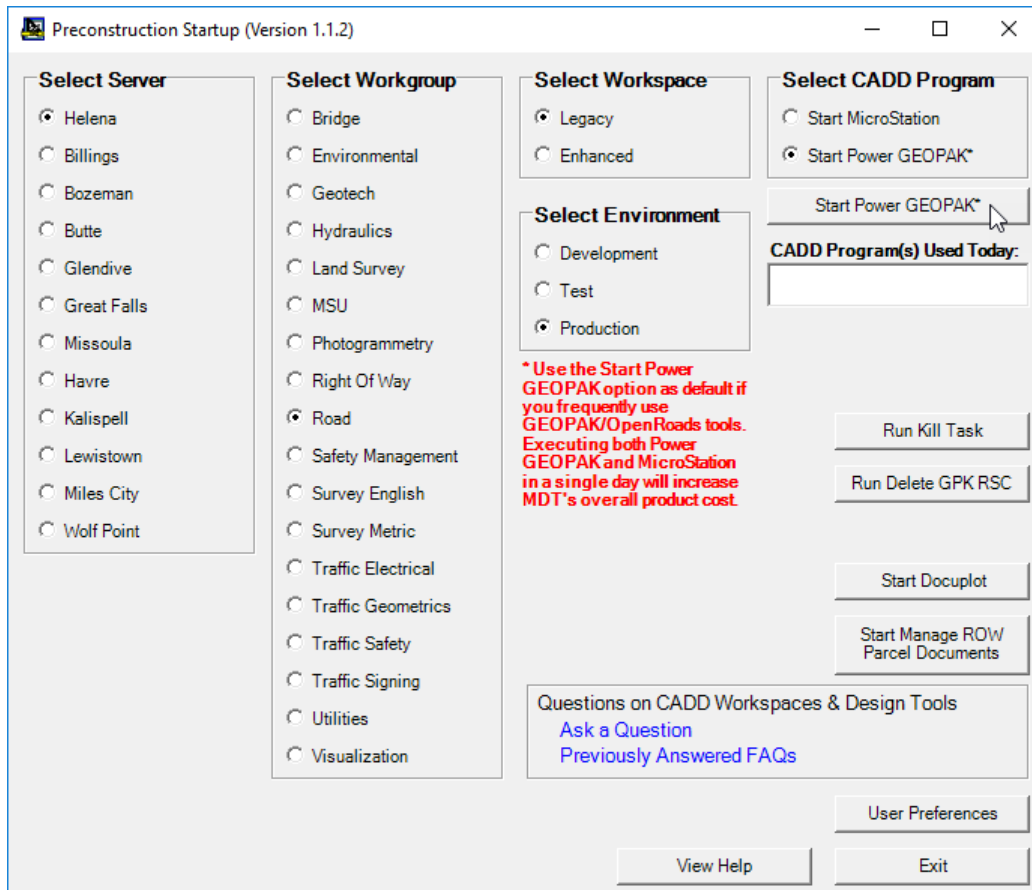 Preconstruction Startup (Version 1.1.2)
Select Server
Helena
Billings
Bozeman
Butte
Glendive
Great Falls
Missoula
Havre
Kalispell
Lewistown
Miles City
Wolf Point
Select Workgroup
Bridge
Environmental
Geotech
Hydraulics
Land Survey
MSU
Photogrammetry
Right Of Way
Road
Safety Management
Survey English
Survey Metric
Traffic Electrical
Traffic Geometrics
Traffic Safety
Traffic Signing
Utilities
Visualization
Select Workspace
Legacy
Enhanced
Select Environment
Development
Test
Production
* Use the Start Power
GEOPAK option as default if
you frequently use
GEOPAK/OpenRoads tools.
Executing both Power
GEOPAK and MicroStation
in a single day will increase
MDT's overall product cost.
Select CADD Program
Start MicroStation
Start Power GEOPAK*
Start Power GEOPAK*
CADD Program(s) Used Today:
Run Kill Task
Run Delete GPK RSC
Start Docuplot
Start Manage ROW
Parcel Documents
Questions on CADD Workspaces & Design Tools
Ask a Question
Previously Answered FAQs
User Preferences
View Help
Exit